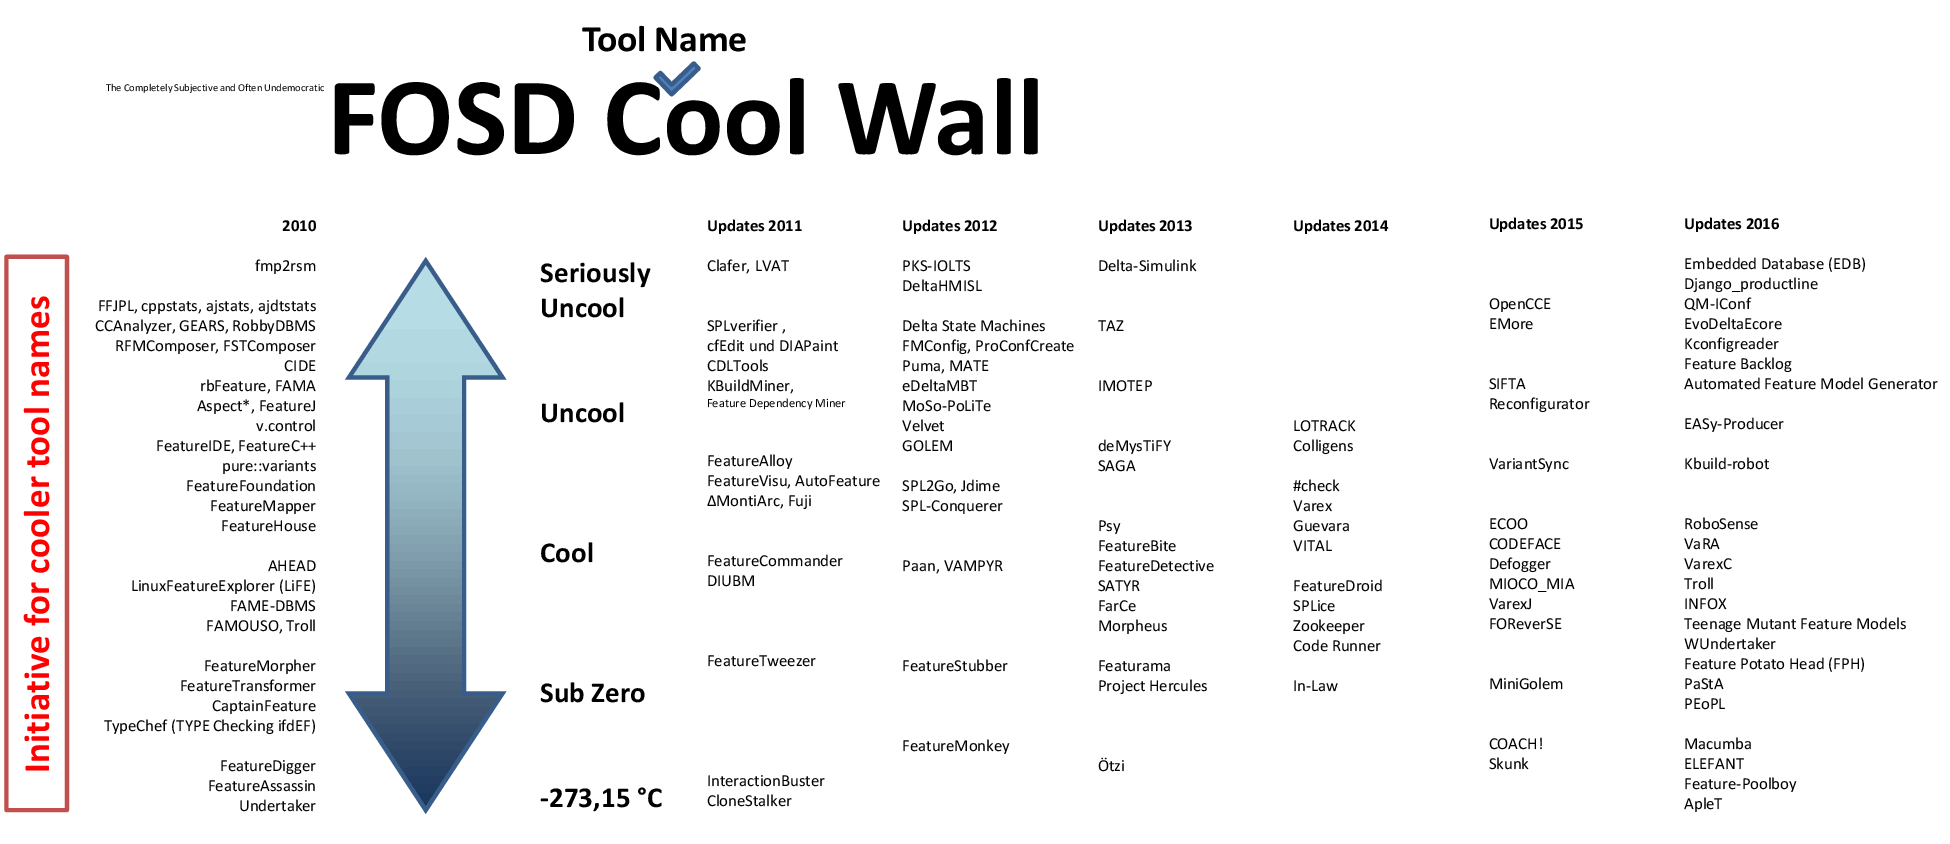 Tool Name
The Completely Subjective and Often Undemocratic
FOSD Cool Wall
Initiative for cooler tool names
2010
fmp2rsm
FFJPL, cppstats, ajstats, ajdtstats
CCAnalyzer, GEARS, RobbyDBMS
RFMComposer, FSTComposer
CIDE
rbFeature, FAMA
Aspect*, FeatureJ
v.control
FeatureIDE, FeatureC++
pure::variants
FeatureFoundation
FeatureMapper
FeatureHouse
AHEAD
LinuxFeatureExplorer (LiFE)
FAME-DBMS
FAMOUSO, Troll
FeatureMorpher
FeatureTransformer
CaptainFeature
TypeChef (TYPE Checking ifdEF)
FeatureDigger
FeatureAssassin
Undertaker
Seriously
Uncool
Uncool
Cool
Sub Zero
-273,15 °C
Updates 2011
Clafer, LVAT
SPLverifier ,
cfEdit und DIAPaint
CDLTools
KBuildMiner,
Feature Dependency Miner
FeatureAlloy
FeatureVisu, AutoFeature
ΔMontiArc, Fuji
FeatureCommander
DIUBM
FeatureTweezer
InteractionBuster
CloneStalker
Updates 2012
PKS-IOLTS
DeltaHMISL
Delta State Machines
FMConfig, ProConfCreate
Puma, MATE
eDeltaMBT
MoSo-PoLiTe
Velvet
GOLEM
SPL2Go, Jdime
SPL-Conquerer
Paan, VAMPYR
FeatureStubber
FeatureMonkey
Updates 2013
Delta-Simulink
TAZ
IMOTEP
deMysTiFY
SAGA
Psy
FeatureBite
FeatureDetective
SATYR
FarCe
Morpheus
Featurama
Project Hercules
Ötzi
Updates 2014
LOTRACK
Colligens
#check
Varex
Guevara
VITAL
FeatureDroid
SPLice
Zookeeper
Code Runner
In-Law
Updates 2015
OpenCCE
EMore
SIFTA
Reconfigurator
VariantSync
ECOO
CODEFACE
Defogger
MIOCO_MIA
VarexJ
FOReverSE
MiniGolem
COACH!
Skunk
Updates 2016
Embedded Database (EDB)
Django_productline
QM-IConf
EvoDeltaEcore
Kconfigreader
Feature Backlog
Automated Feature Model Generator
EASy-Producer
Kbuild-robot
RoboSense
VaRA
VarexC
Troll
INFOX
Teenage Mutant Feature Models
WUndertaker
Feature Potato Head (FPH)
PaStA
PEoPL
Macumba
ELEFANT
Feature-Poolboy
ApleT